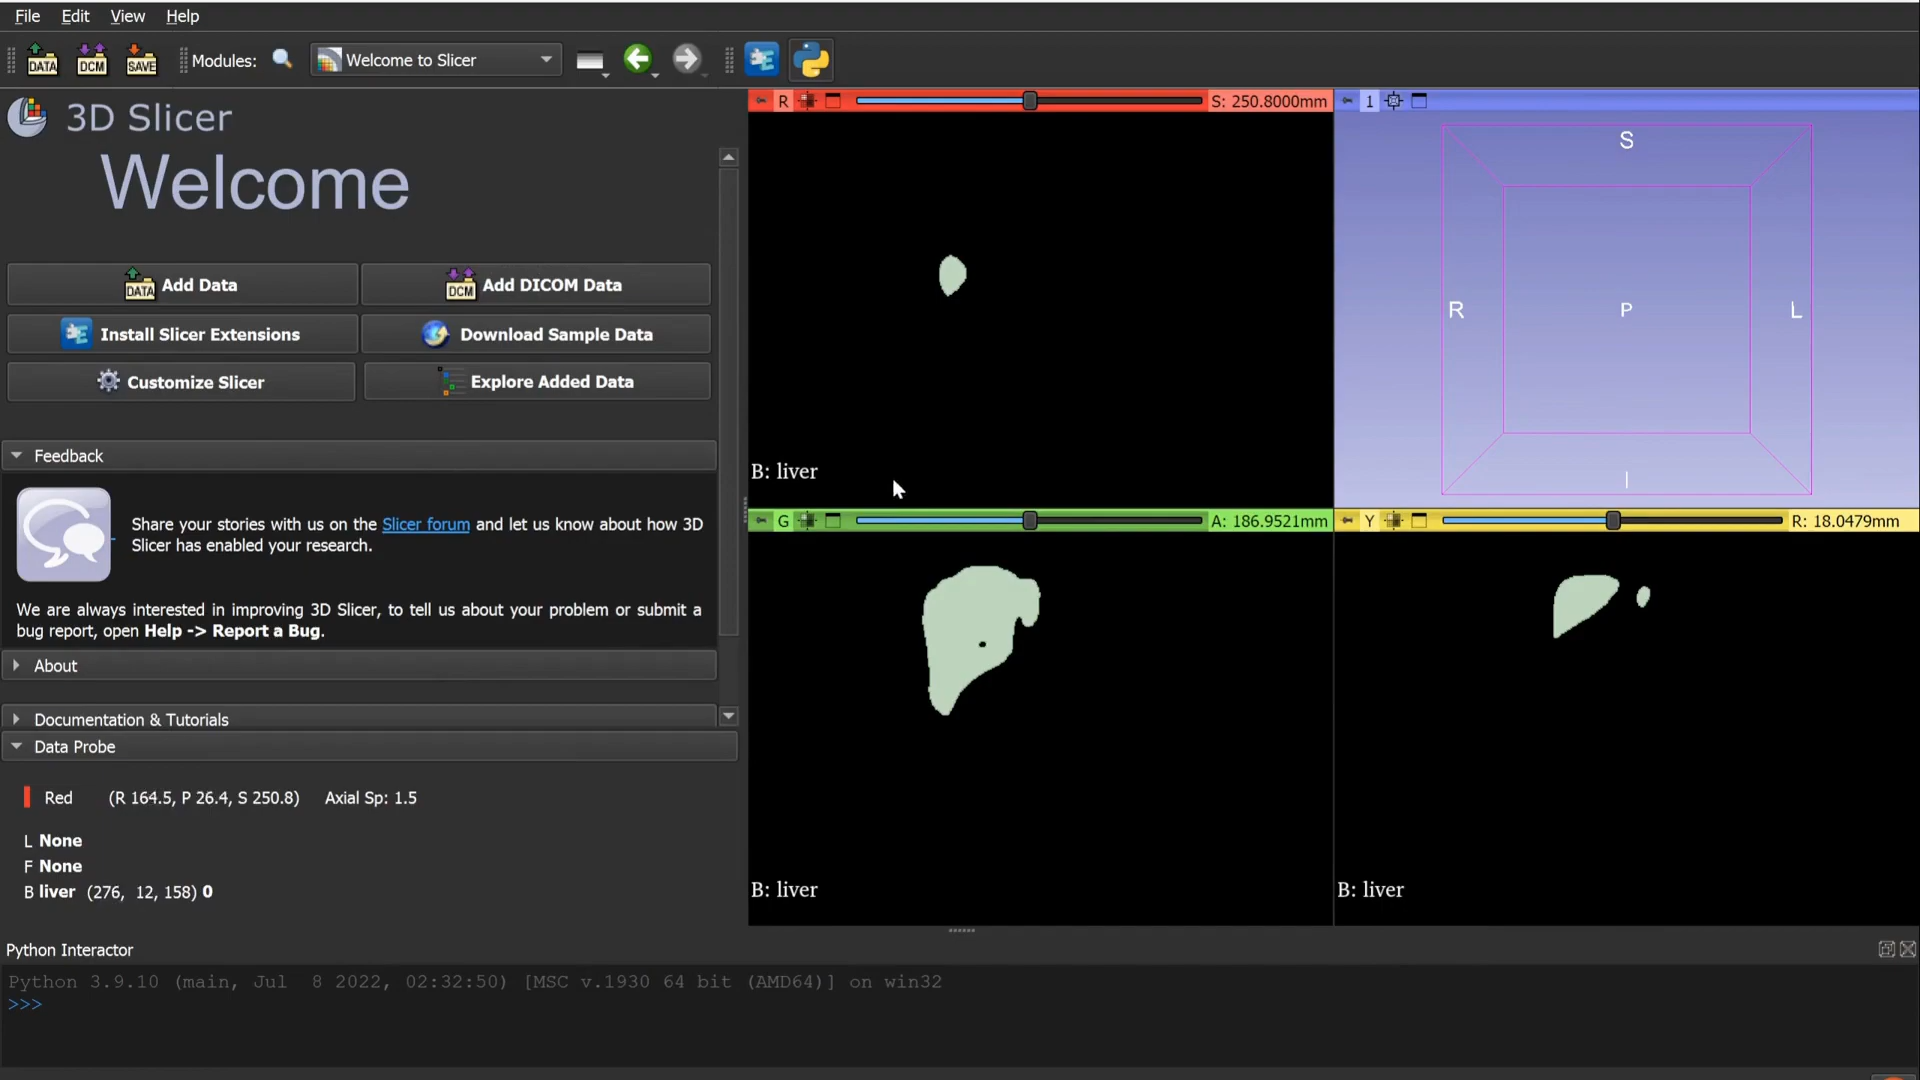 File Edit View Help
DATA DCM SAVE Modules: Welcome to Slicer
3D Slicer
Welcome
DATA Add Data
DCM Add DICOM Data
Install Slicer Extensions
Download Sample Data
Customize Slicer
Explore Added Data
Feedback
Share your stories with us on the Slicer forum and let us know about how 3D
Slicer has enabled your research.
We are always interested in improving 3D Slicer, to tell us about your problem or submit a
bug report, open Help -> Report a Bug.
About
Documentation & Tutorials
Data Probe
Red (R 164.5, P 26.4, S 250.8) Axial Sp: 1.5
L None
F None
B liver (276, 12, 158) 0
R S: 250.8000mm
B: liver
1
S
R P L
I
G A: 186.9521mm
B: liver
Y R: 18.0479mm
B: liver
Python Interactor
Python 3.9.10 (main, Jul 8 2022, 02:32:50) [MSC v.1930 64 bit (AMD64)] on win32
>>>